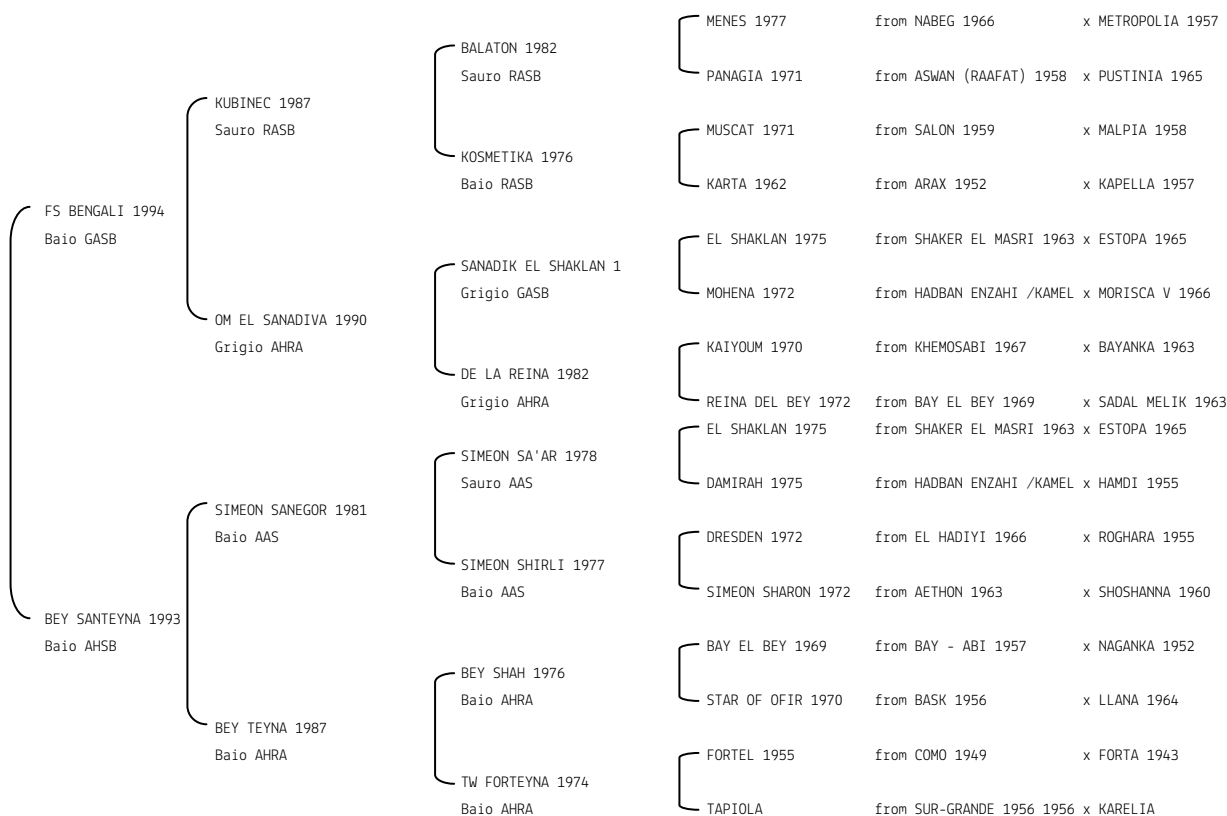 MENES 1977 from NABEG 1966 x METROPOLIA 1957
BALATON 1982
Sauro RASB
PANAGIA 1971 from ASWAN (RAAFAT) 1958 x PUSTINIA 1965
KUBINEC 1987
Sauro RASB
MUSCAT 1971 from SALON 1959 x MALPIA 1958
KOSMETIKA 1976
Baio RASB
KARTA 1962 from ARAX 1952 x KAPELLA 1957
FS BENGALI 1994
Baio GASB
EL SHAKLAN 1975 from SHAKER EL MASRI 1963 x ESTOPA 1965
SANADIK EL SHAKLAN 1
Grigio GASB
MOHENA 1972 from HADBAN ENZAHI /KAMEL x MORISCA V 1966
OM EL SANADIVA 1990
Grigio AHRA
KAIYOUM 1970 from KHEMOSABI 1967 x BAYANKA 1963
DE LA REINA 1982
Grigio AHRA
REINA DEL BEY 1972 from BAY EL BEY 1969 x SADAL MELIK 1963
EL SHAKLAN 1975 from SHAKER EL MASRI 1963 x ESTOPA 1965
SIMEON SA'AR 1978
Sauro AAS
DAMIRAH 1975 from HADBAN ENZAHI /KAMEL x HAMDI 1955
SIMEON SANEGOR 1981
Baio AAS
DRESDEN 1972 from EL HADIYI 1966 x ROGHARA 1955
SIMEON SHIRLI 1977
Baio AAS
SIMEON SHARON 1972 from AETHON 1963 x SHOSHANNA 1960
BEY SANTEYNA 1993
Baio AHSB
BAY EL BEY 1969 from BAY - ABI 1957 x NAGANKA 1952
BEY SHAH 1976
Baio AHRA
STAR OF OFIR 1970 from BASK 1956 x LLANA 1964
BEY TEYNA 1987
Baio AHRA
FORTEL 1955 from COMO 1949 x FORTA 1943
TW FORTEYNA 1974
Baio AHRA
TAPIOLA from SUR-GRANDE 1956 1956 x KARELIA